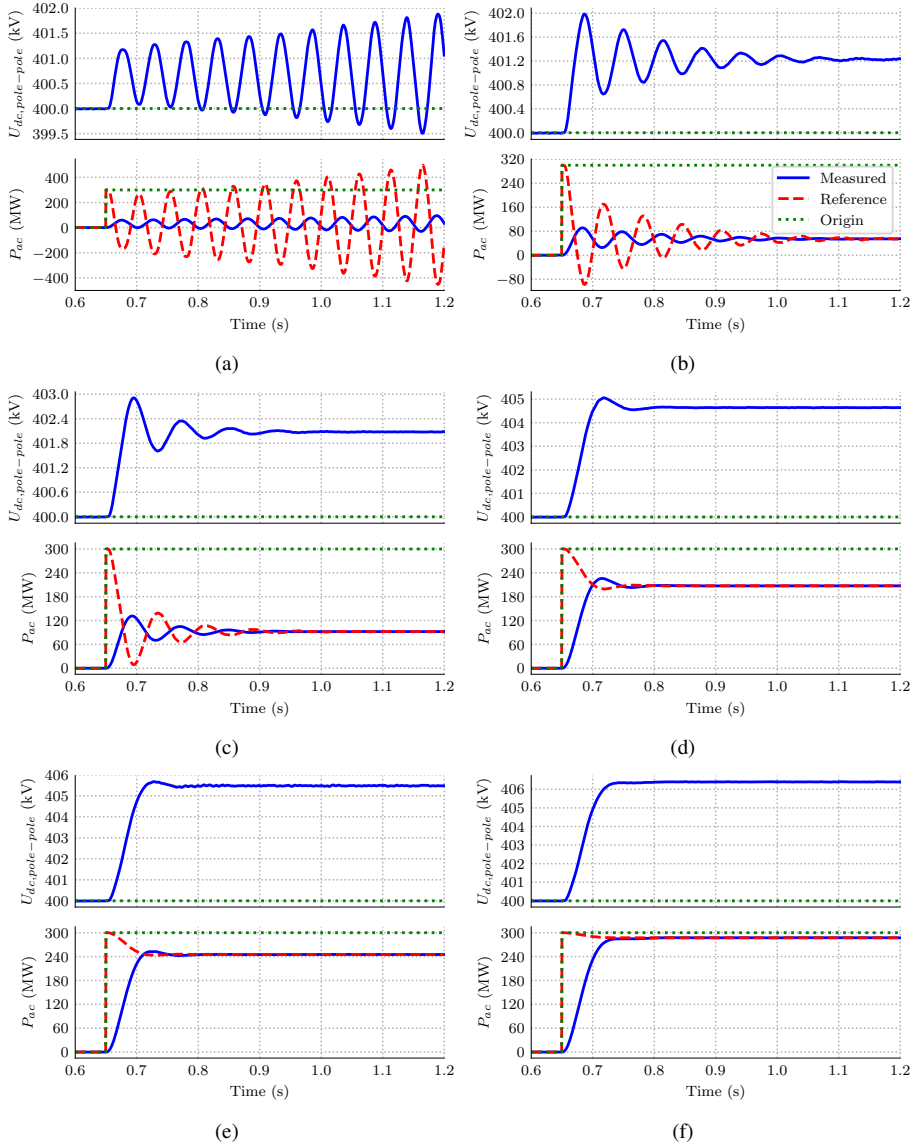 402.0
401.0
400.0
399.5
U_{dc,pole−pole} (kV)
400
200
0
−200
−400
P_{ac} (MW)
0.6 0.7 0.8 0.9 1.0 1.1 1.2
Time (s)
(a)
402.0
401.6
401.2
400.8
400.4
400.0
U_{dc,pole−pole} (kV)
320
240
160
80
0
−80
P_{ac} (MW)
Measured
Reference
Origin
0.6 0.7 0.8 0.9 1.0 1.1 1.2
Time (s)
(b)
403.0
402.4
401.8
401.2
400.6
400.0
U_{dc,pole−pole} (kV)
300
240
180
120
60
0
P_{ac} (MW)
0.6 0.7 0.8 0.9 1.0 1.1 1.2
Time (s)
(c)
405
404
403
402
401
400
U_{dc,pole−pole} (kV)
300
240
180
120
60
0
P_{ac} (MW)
0.6 0.7 0.8 0.9 1.0 1.1 1.2
Time (s)
(d)
406
405
404
403
402
401
400
U_{dc,pole−pole} (kV)
300
240
180
120
60
0
P_{ac} (MW)
0.6 0.7 0.8 0.9 1.0 1.1 1.2
Time (s)
(e)
406
405
404
403
402
401
400
U_{dc,pole−pole} (kV)
300
240
180
120
60
0
P_{ac} (MW)
0.6 0.7 0.8 0.9 1.0 1.1 1.2
Time (s)
(f)